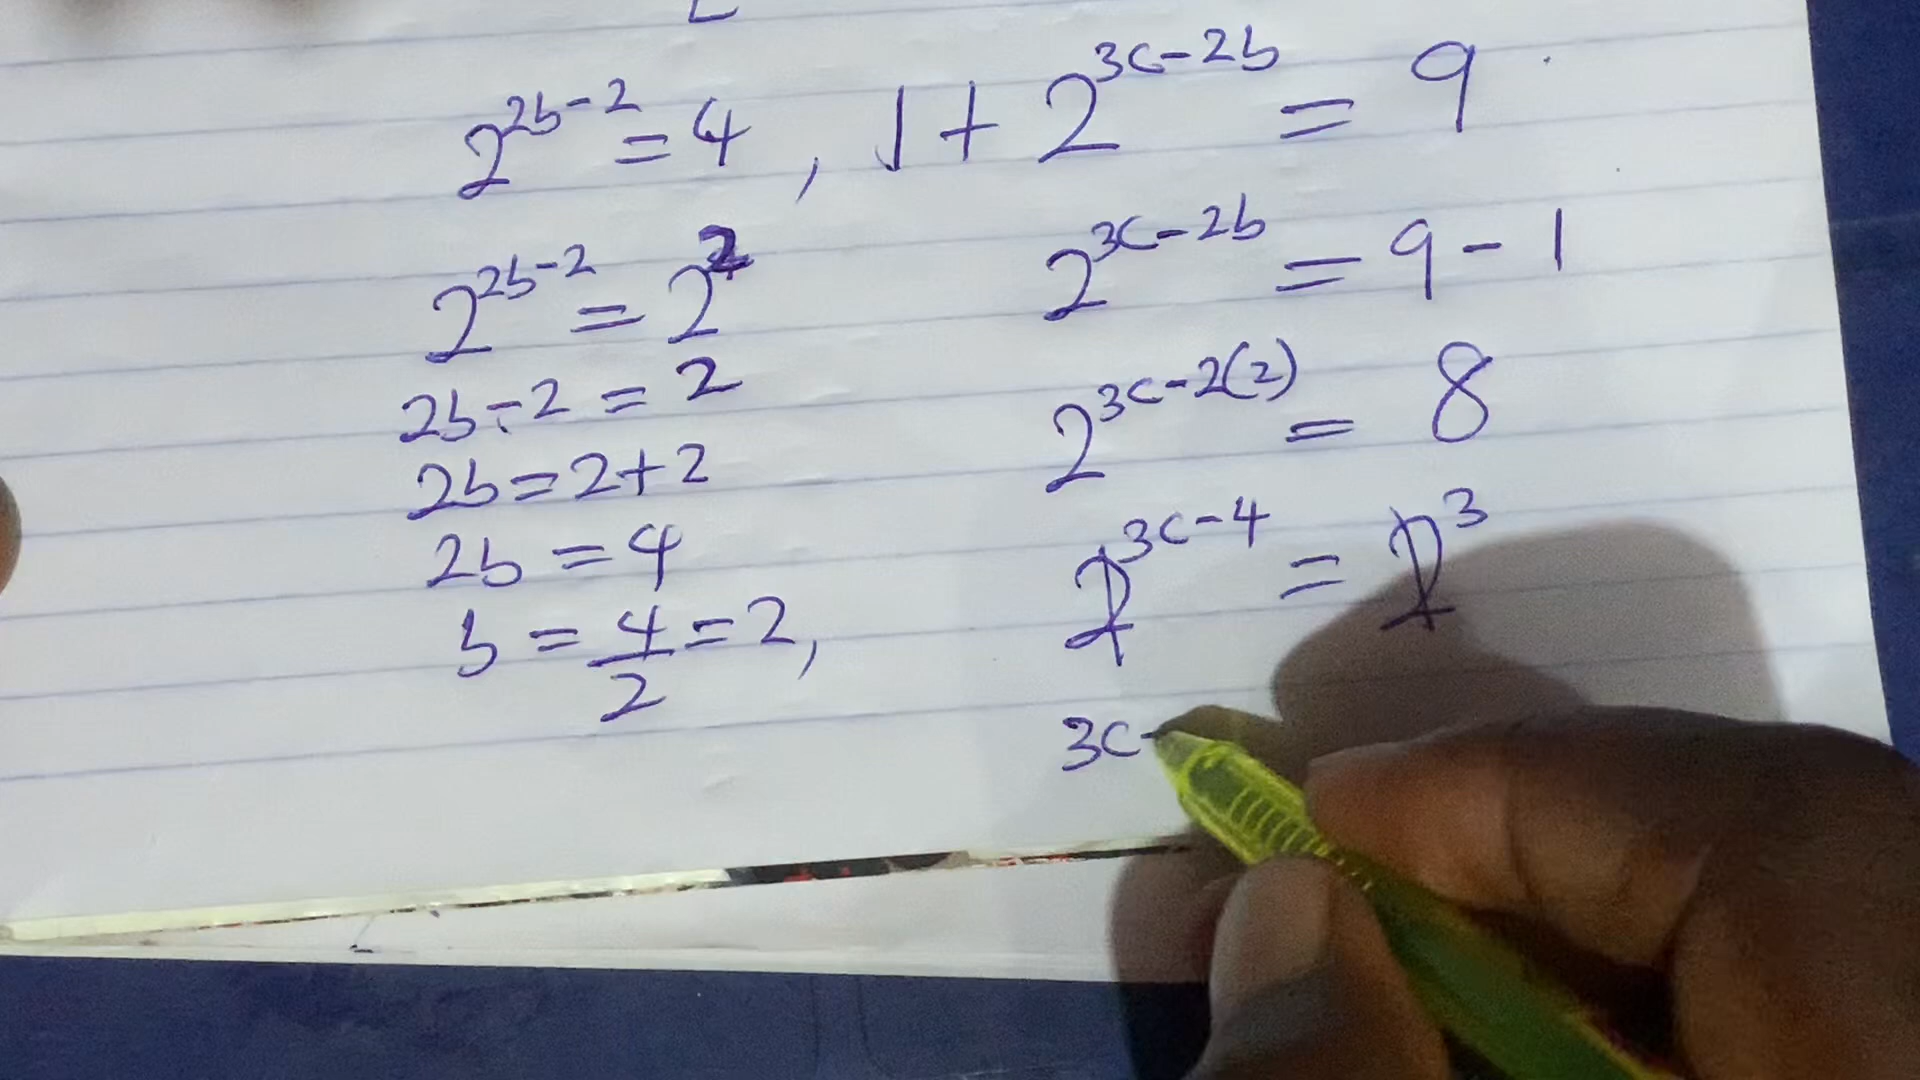 2^{2b-2} = 4 , 1 + 2^{3c-2b} = 9
2^{2b-2} = 2^2
2^{3c-2b} = 9 - 1
2b-2 = 2
2^{3c-2(2)} = 8
2b = 2+2
2b = 4
2^{3c-4} = 2^3
b = 4/2 = 2,
3c-